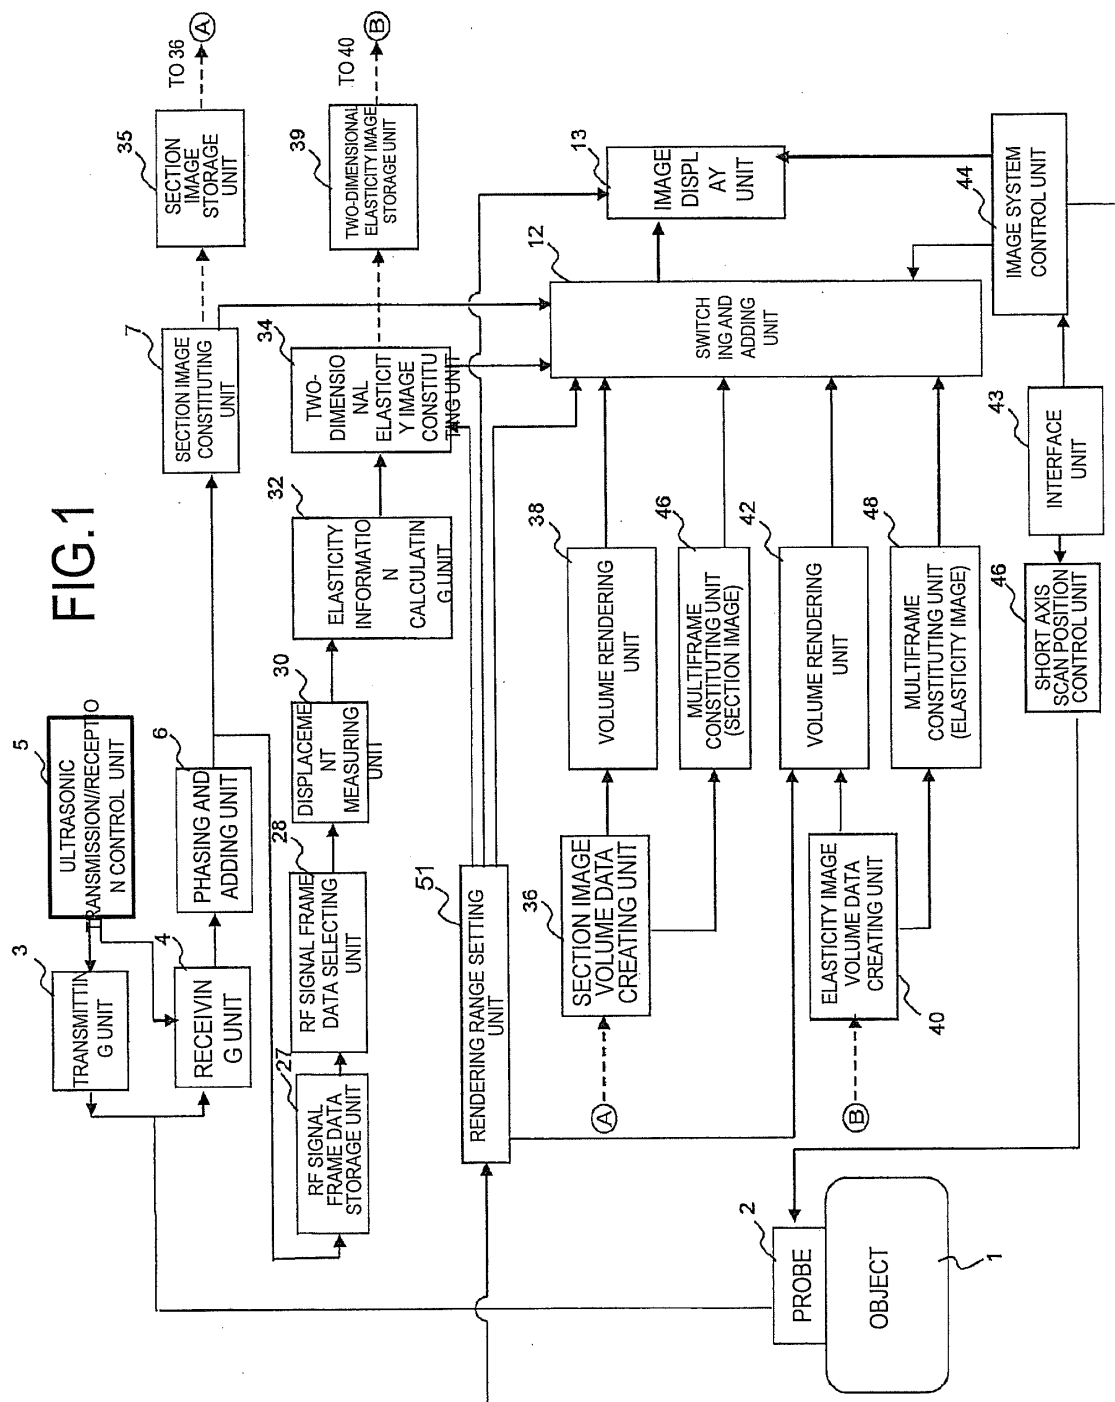 FIG.1
5
ULTRASONIC
TRANSMISSION//RECEPTIO
N CONTROL UNIT
3
TRANSMITTIN
G UNIT
4
RECEIVIN
G UNIT
6
PHASING AND
ADDING UNIT
7
SECTION IMAGE
CONSTITUTING
UNIT
35
SECTION
IMAGE
STORAGE
UNIT
TO 36
A
27
RF SIGNAL
FRAME DATA
STORAGE UNIT
28
RF SIGNAL FRAME
DATA SELECTING
UNIT
30
DISPLACEME
NT
MEASURING
UNIT
32
ELASTICITY
INFORMATIO
N
CALCULATIN
G UNIT
34
TWO-
DIMENSIO
NAL
ELASTICIT
Y IMAGE
CONSTITU
TING UNIT
39
TWO-DIMENSIONAL
ELASTICITY IMAGE
STORAGE UNIT
TO 40
B
51
RENDERING RANGE SETTING
UNIT
12
SWITCH
ING AND
ADDING
UNIT
13
IMAGE
DISPL
AY
UNIT
A
36
SECTION IMAGE
VOLUME DATA
CREATING UNIT
38
VOLUME RENDERING
UNIT
46
MULTIFRAME
CONSTITUTING UNIT
(SECTION IMAGE)
B
40
ELASTICITY IMAGE
VOLUME DATA
CREATING UNIT
42
VOLUME RENDERING
UNIT
48
MULTIFRAME
CONSTITUTING UNIT
(ELASTICITY IMAGE)
2
PROBE
OBJECT
1
46
SHORT AXIS
SCAN POSITION
CONTROL UNIT
43
INTERFACE
UNIT
44
IMAGE SYSTEM
CONTROL UNIT